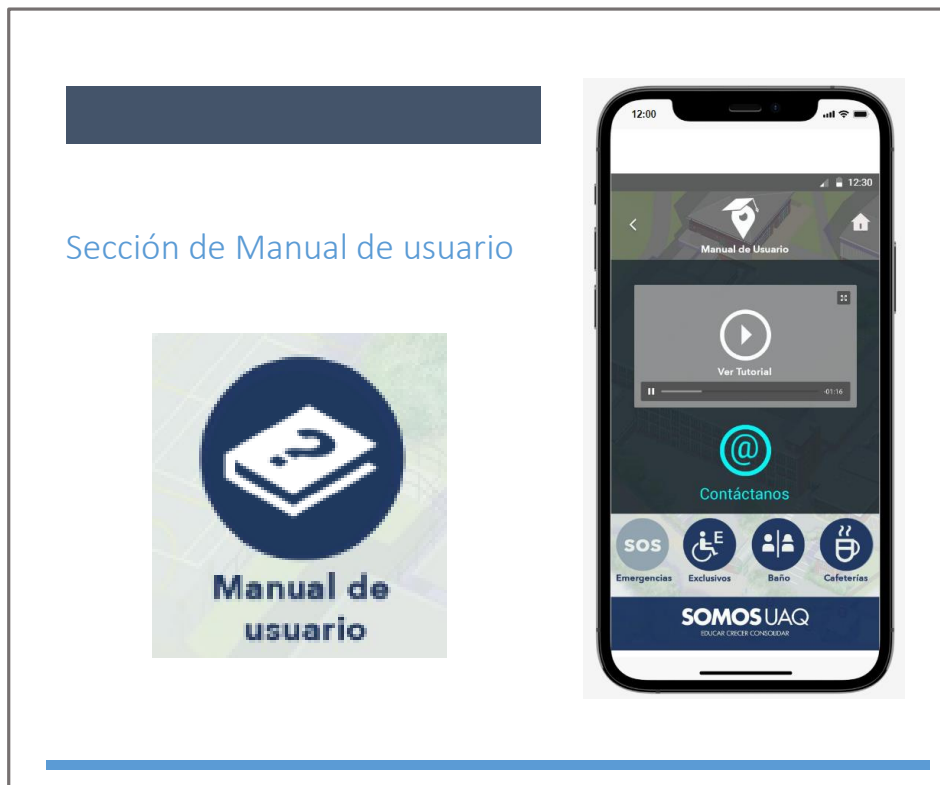 Sección de Manual de usuario
Manual de
usuario
12:00
12:30
Manual de Usuario
Ver Tutorial
-01:16
@
Contáctanos
SOS
E
Emergencias
Exclusivos
Baño
Cafeterías
SOMOS UAQ
EDUCAR CRECER CONSOLIDAR